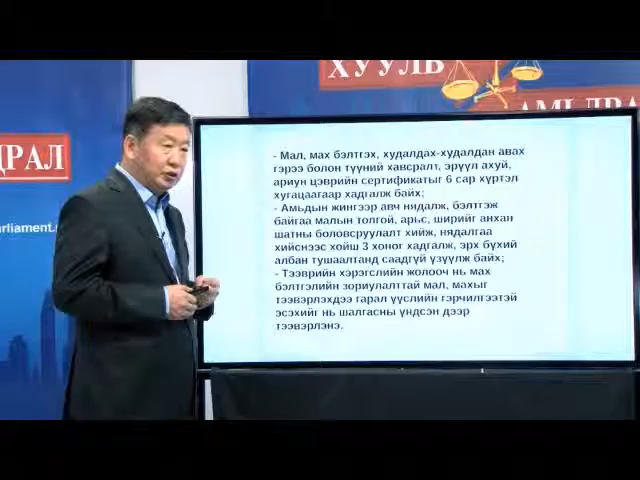 ХУУЛЬ
АМЬДРАЛ
ДРАЛ
arliament.
- Мал, мах бэлтгэх, худалдах-худалдан авах
гэрээ болон түүний хавсралт, эрүүл ахуй,
ариун цэврийн сертификатыг 6 сар хүртэл
хугацаагаар хадгалж байх;
- Амьдын жингээр авч нядалж, бэлтгэж
байгаа малын толгой, арьс, ширийг анхан
шатны боловсруулалт хийж, нядалгаа
хийснээс хойш 3 хоног хадгалж, эрх бүхий
албан тушаалтанд саадгүй үзүүлж байх;
- Тээврийн хэрэгслийн жолооч нь мах
бэлтгэлийн зориулалттай мал, махыг
тээвэрлэхдээ гарал үүслийн гэрчилгээтэй
эсэхийг нь шалгасны үндсэн дээр
тээвэрлэнэ.